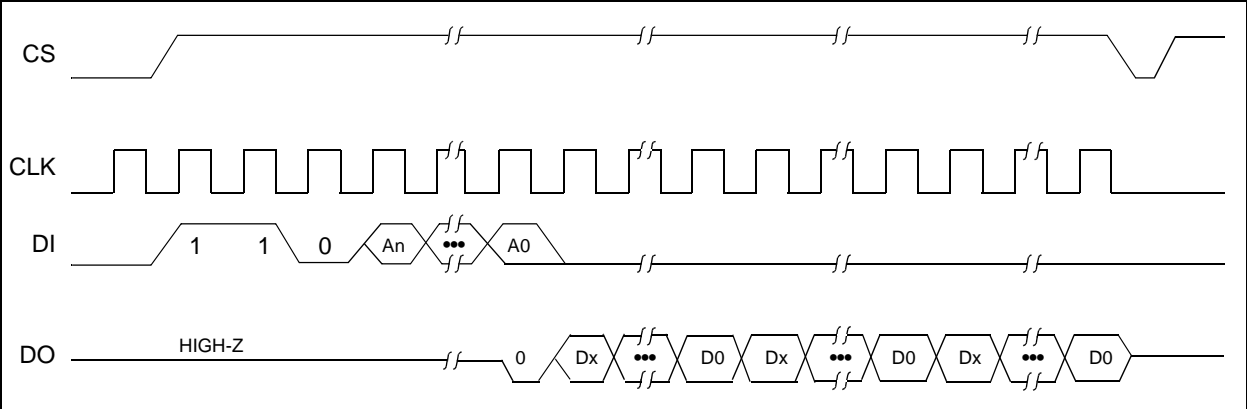 CS
CLK
DI 1 1 0 An ••• A0
HIGH-Z
DO 0 Dx ••• D0 Dx ••• D0 Dx ••• D0